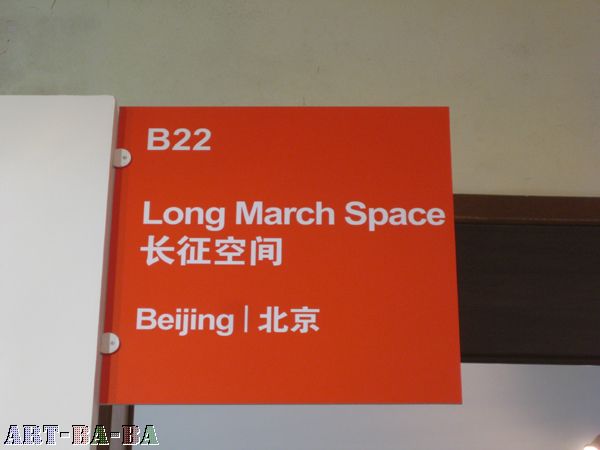 B22
Long March Space
长征空间
Beijing | 北京
ART-BA-BA